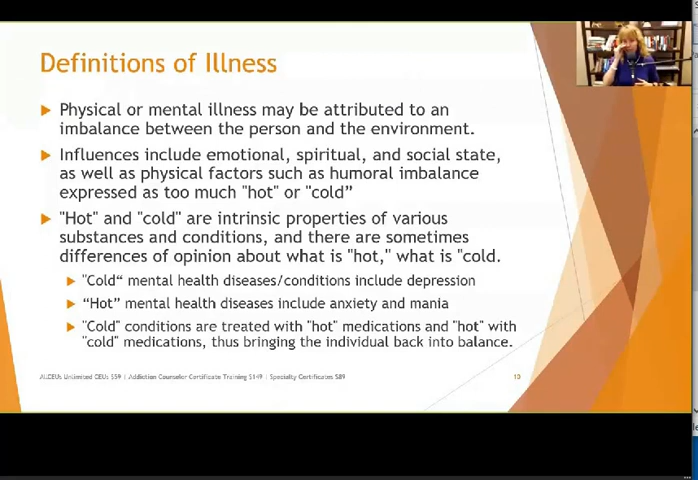 Definitions of Illness
Physical or mental illness may be attributed to an
imbalance between the person and the environment.
Influences include emotional, spiritual, and social state,
as well as physical factors such as humoral imbalance
expressed as too much "hot" or "cold”
"Hot" and "cold" are intrinsic properties of various
substances and conditions, and there are sometimes
differences of opinion about what is "hot," what is "cold.
"Cold“ mental health diseases/conditions include depression
“Hot” mental health diseases include anxiety and mania
"Cold" conditions are treated with "hot" medications and "hot" with
"cold" medications, thus bringing the individual back into balance.
ALLCEUs Unlimited CEUs $59 | Addiction Counselor Certificate Training $149 | Specialty Certificates $89